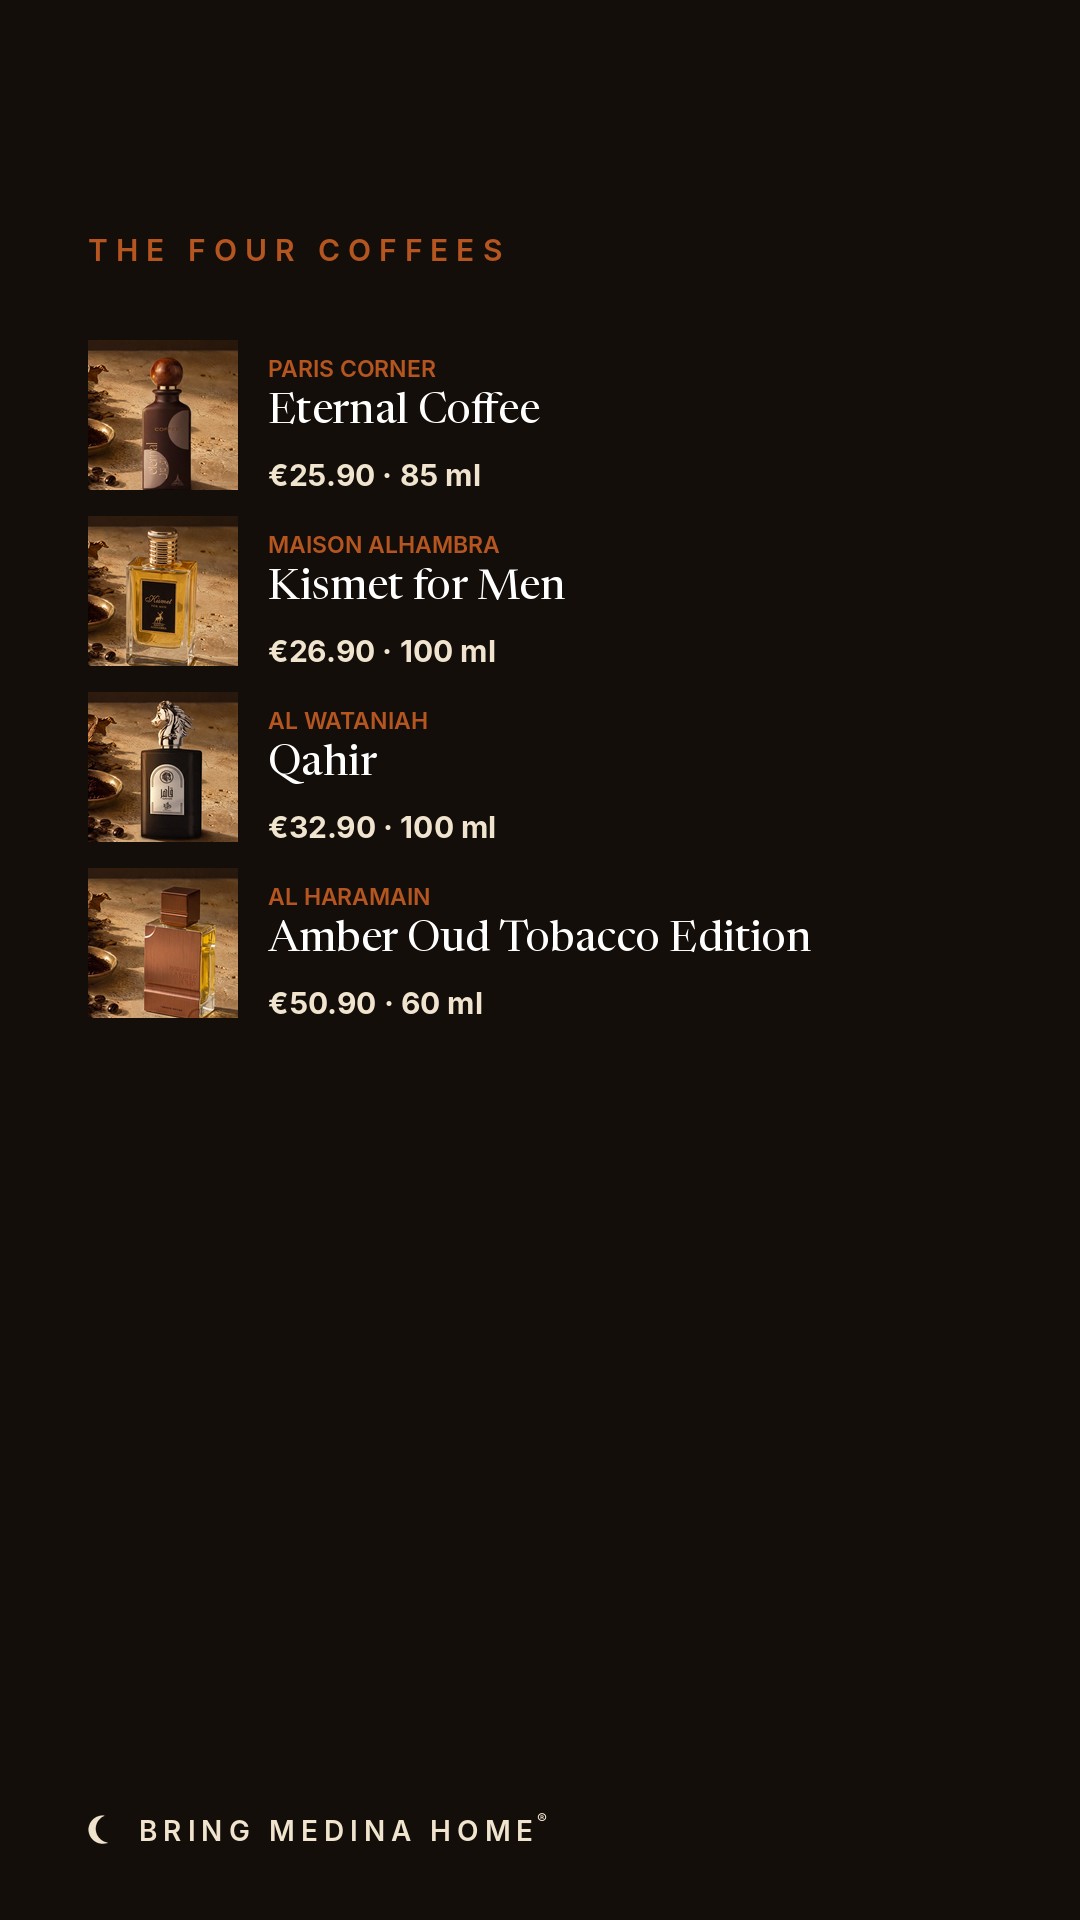 THE FOUR COFFEES
PARIS CORNER
Eternal Coffee
€25.90 · 85 ml
MAISON ALHAMBRA
Kismet for Men
€26.90 · 100 ml
Kismet
AL WATANIAH
Qahir
€32.90 · 100 ml
قاهر
AL HARAMAIN
Amber Oud Tobacco Edition
€50.90 · 60 ml
BRING MEDINA HOME®